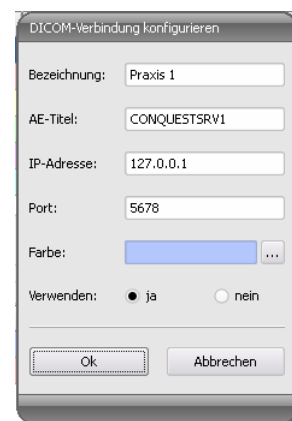 DICOM-Verbindung konfigurieren
Bezeichnung: Praxis 1
AE-Titel: CONQUESTSRV1
IP-Adresse: 127.0.0.1
Port: 5678
Farbe: ...
Verwenden: ja nein
Ok Abbrechen